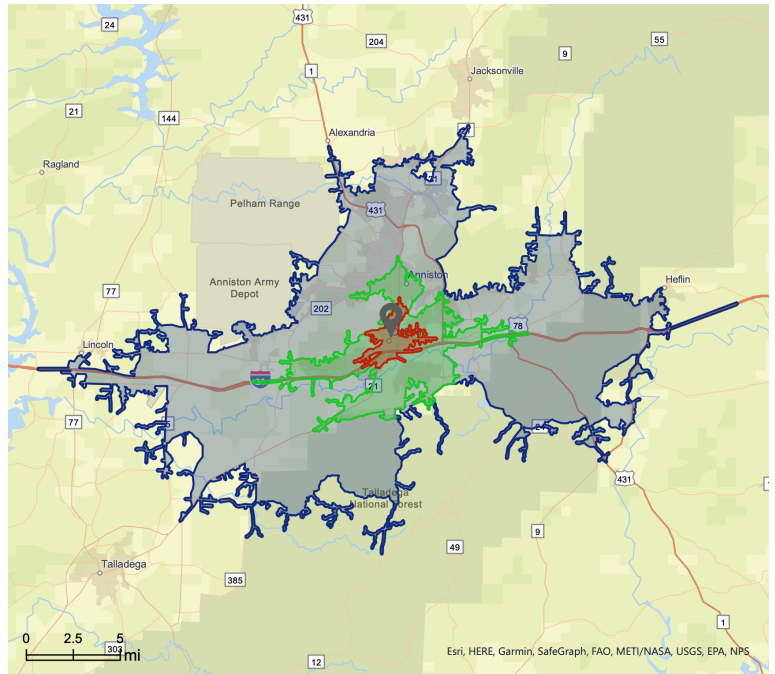 431
24
204
55
9
1
Jacksonville
21
144
Alexandria
Ragland
21
Pelham Range
431
Anniston
Anniston Army
Depot
Heflin
77
202
78
Lincoln
21
77
431
Talladega
National Forest
9
49
Talladega
385
1
0 2.5 5
mi
303
12
Esri, HERE, Garmin, SafeGraph, FAO, METI/NASA, USGS, EPA, NPS